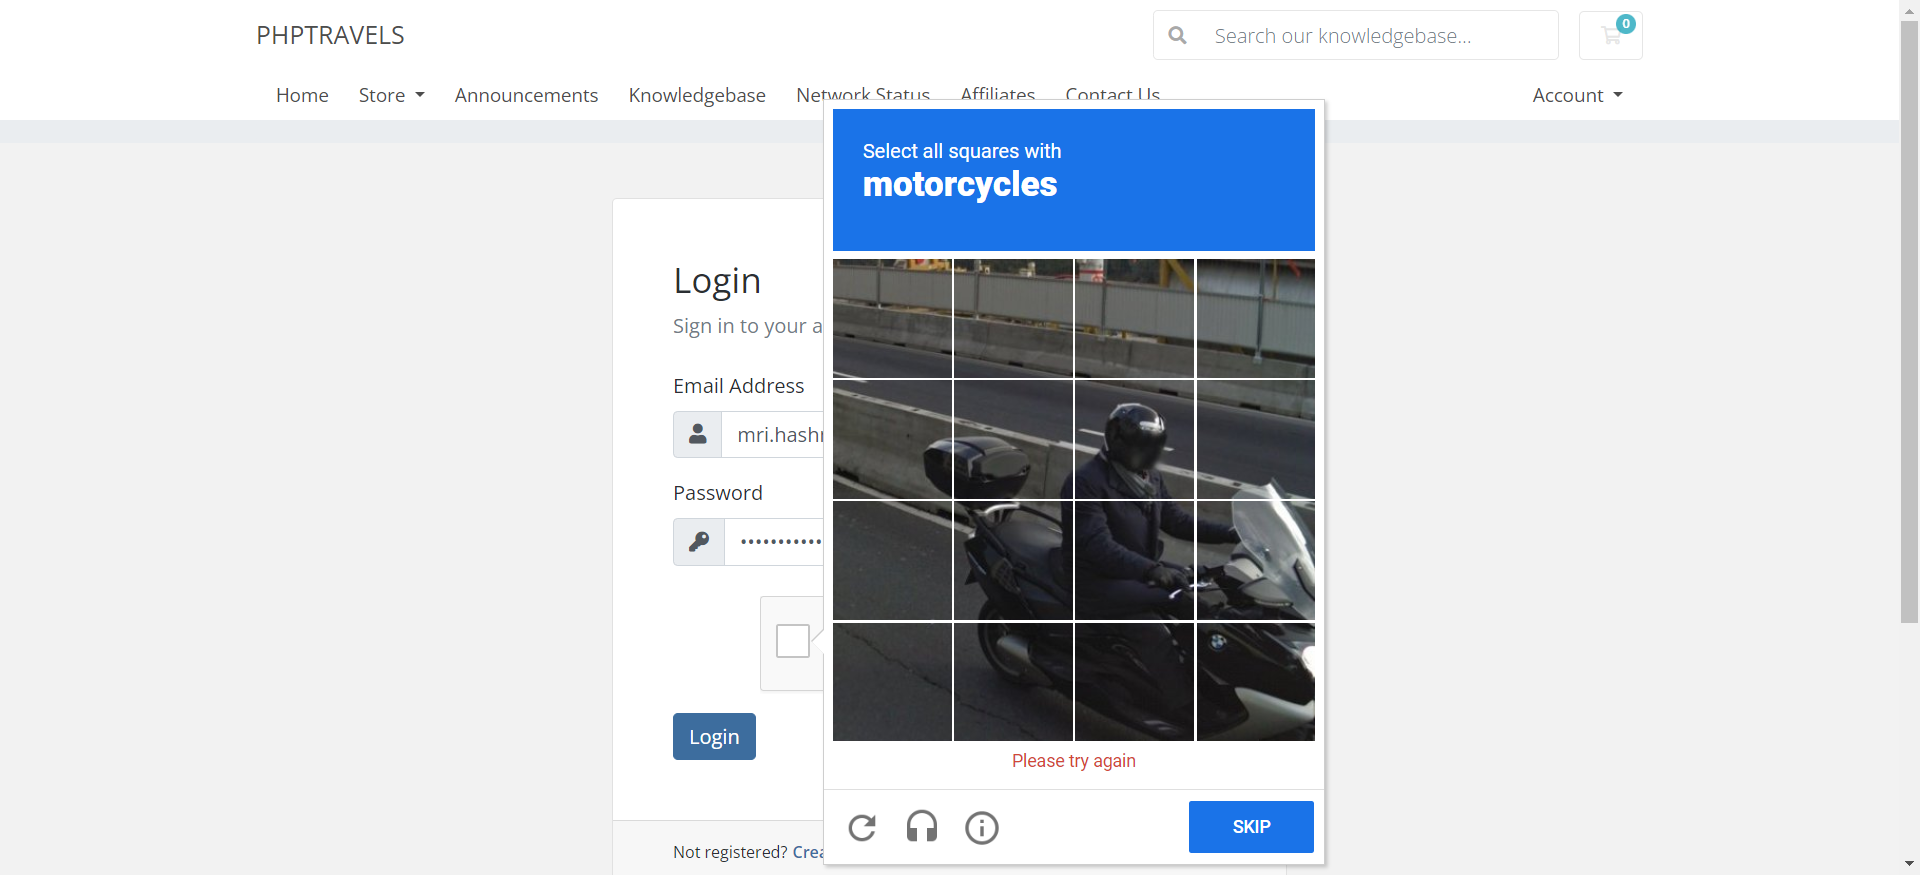 PHPTRAVELS
Search our knowledgebase...
0
Home
Store
Announcements
Knowledgebase
Network Status
Affiliates
Contact Us
Account
Login
Sign in to your a
Email Address
mri.hash
Password
Login
Not registered? Crea
Select all squares with
motorcycles
Please try again
SKIP